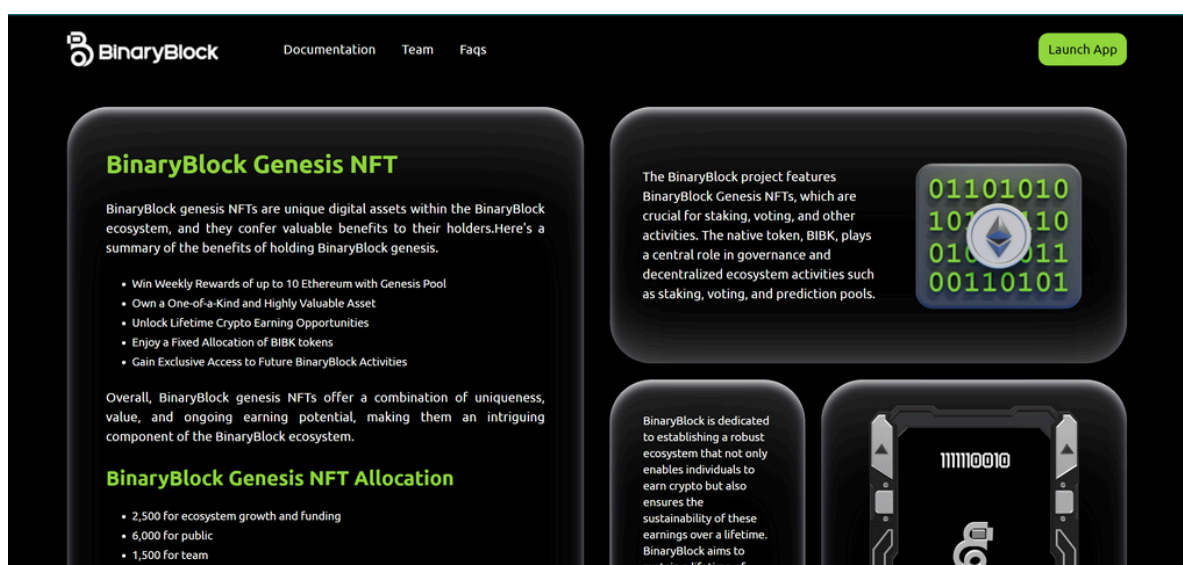 BinaryBlock
Documentation Team Faqs
Launch App
BinaryBlock Genesis NFT
BinaryBlock genesis NFTs are unique digital assets within the BinaryBlock
ecosystem, and they confer valuable benefits to their holders.Here's a
summary of the benefits of holding BinaryBlock genesis.
• Win Weekly Rewards of up to 10 Ethereum with Genesis Pool
• Own a One-of-a-Kind and Highly Valuable Asset
• Unlock Lifetime Crypto Earning Opportunities
• Enjoy a Fixed Allocation of BIBK tokens
• Gain Exclusive Access to Future BinaryBlock Activities
Overall, BinaryBlock genesis NFTs offer a combination of uniqueness,
value, and ongoing earning potential, making them an intriguing
component of the BinaryBlock ecosystem.
BinaryBlock Genesis NFT Allocation
• 2,500 for ecosystem growth and funding
• 6,000 for public
• 1,500 for team
The BinaryBlock project features
BinaryBlock Genesis NFTs, which are
crucial for staking, voting, and other
activities. The native token, BIBK, plays
a central role in governance and
decentralized ecosystem activities such
as staking, voting, and prediction pools.
01101010
10 10
01 11
00110101
BinaryBlock is dedicated
to establishing a robust
ecosystem that not only
enables individuals to
earn crypto but also
ensures the
sustainability of these
earnings over a lifetime.
BinaryBlock aims to
1111110010